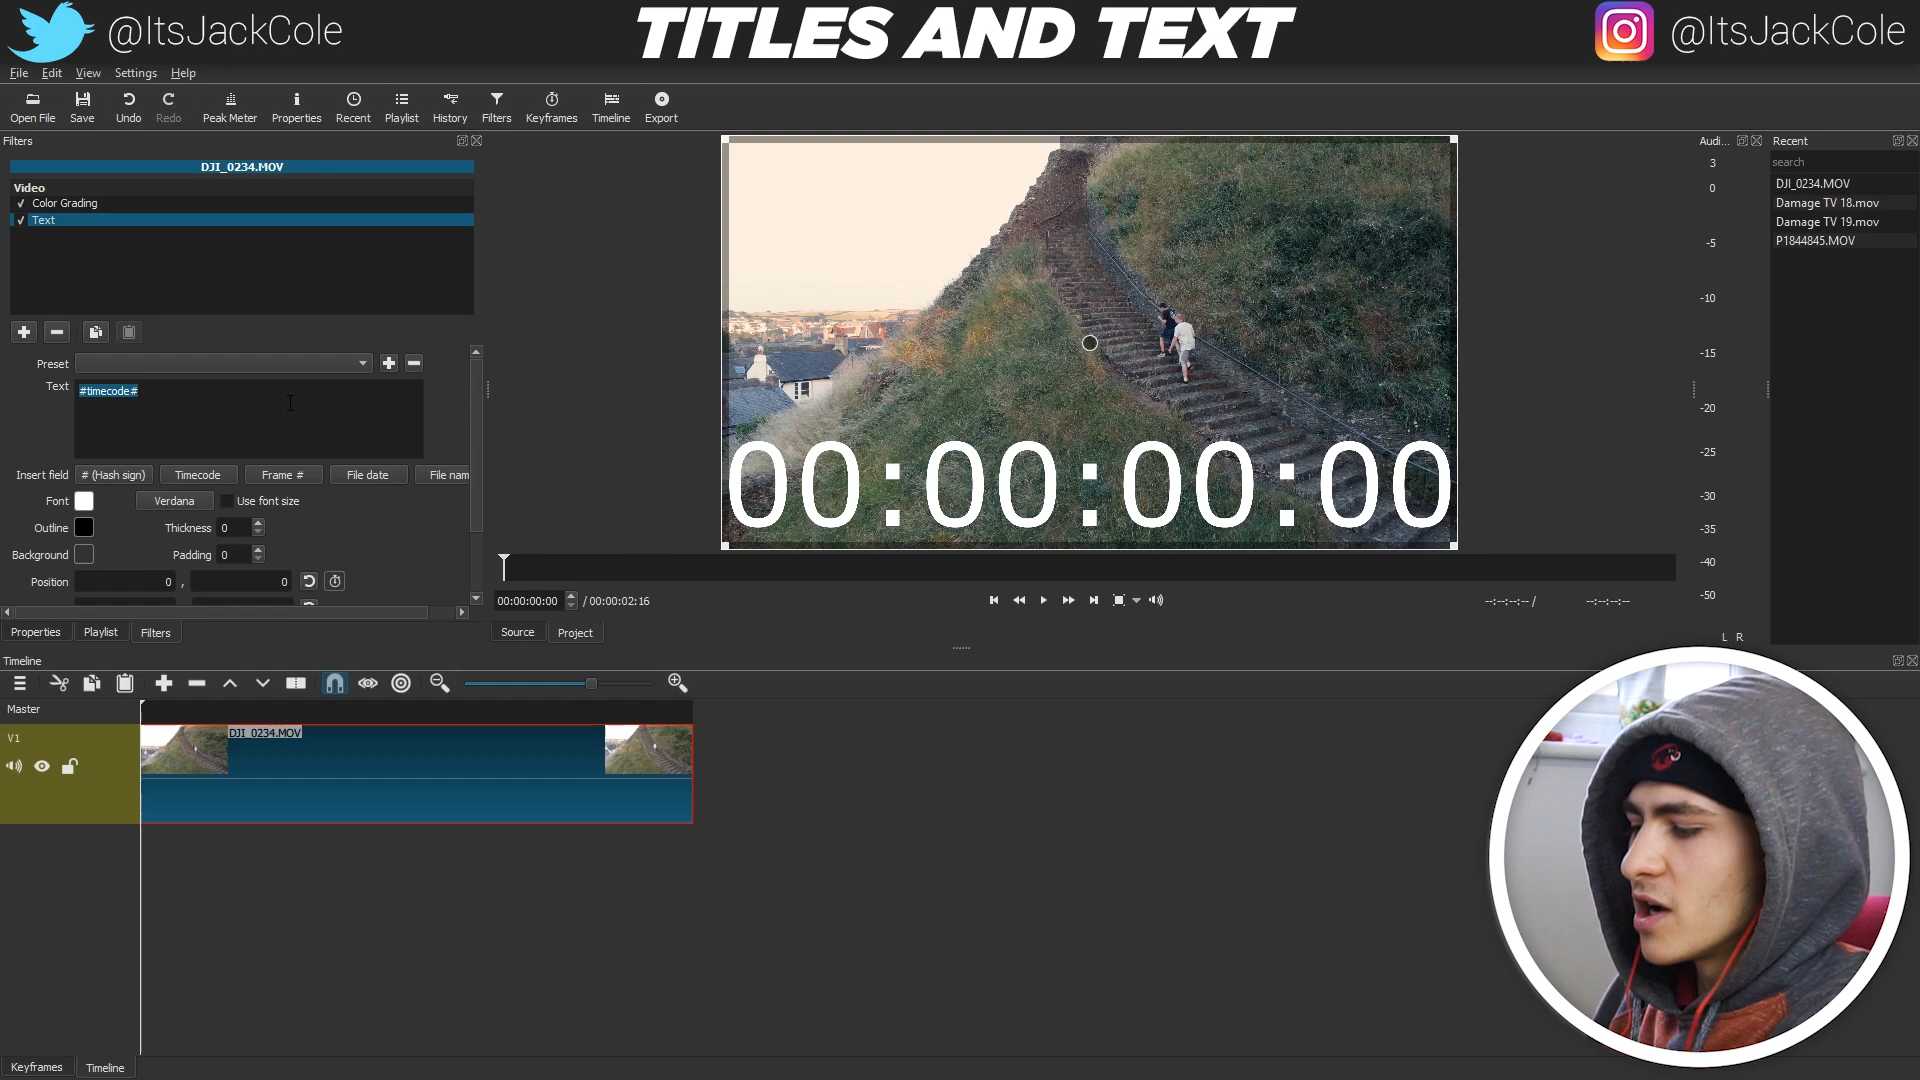 @ItsJackCole
TITLES AND TEXT
@ItsJackCole
File Edit View Settings Help
Open File Save Undo Redo Peak Meter Properties Recent Playlist History Filters Keyframes Timeline Export
Filters
DJI_0234.MOV
Video
✓ Color Grading
✓ Text
Preset
Text
#timecode#
Insert field # (Hash sign) Timecode Frame # File date File nam
Font Verdana Use font size
Outline Thickness 0
Background Padding 0
Position 0 , 0
Properties Playlist Filters
00:00:00:00
00:00:00:00 / 00:00:02:16
--:--:--:-- / --:--:--:--
Source Project
Audi...
3
0
-5
-10
-15
-20
-25
-30
-35
-40
-50
L R
Recent
search
DJI_0234.MOV
Damage TV 18.mov
Damage TV 19.mov
P1844845.MOV
Timeline
Master
V1
DJI_0234.MOV
Keyframes Timeline